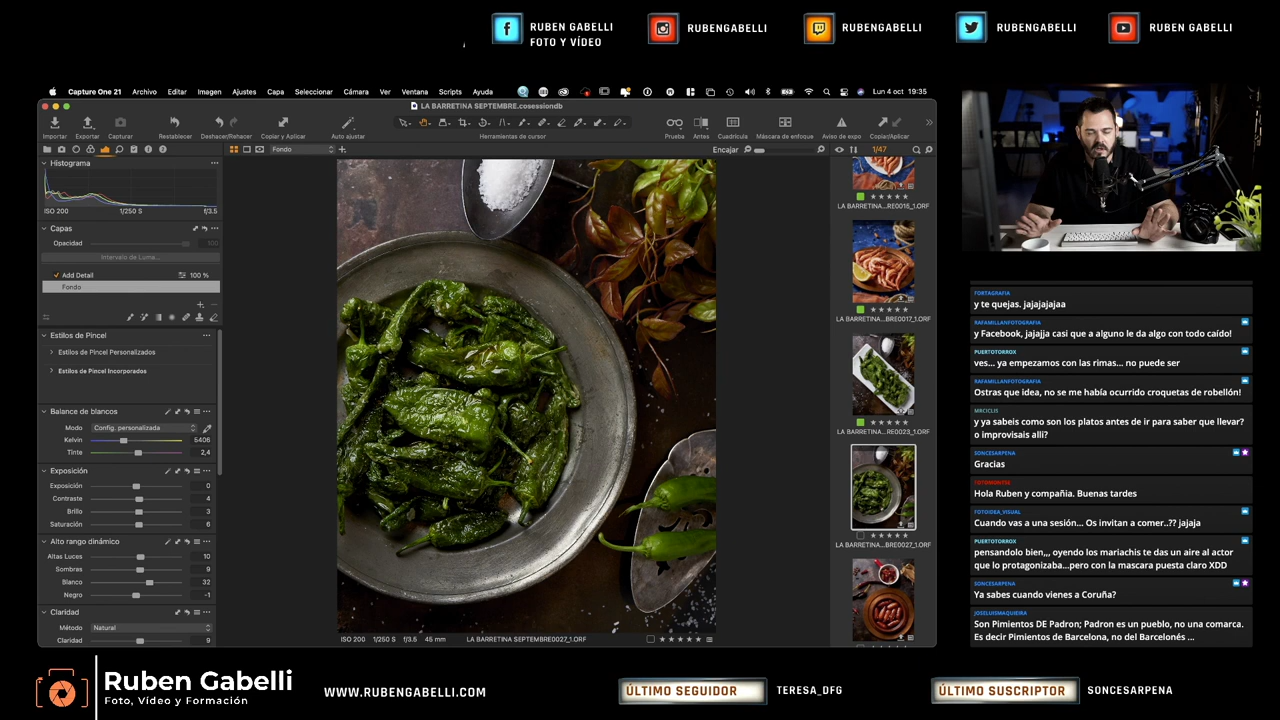 RUBEN GABELLI
FOTO Y VÍDEO
RUBENGABELLI
RUBENGABELLI
RUBENGABELLI
RUBEN GABELLI
Capture One 21 Archivo Editar Imagen Ajustes Capa Seleccionar Cámara Ver Ventana Scripts Ayuda Lun 4 oct 19:35
LA BARRETINA SEPTEMBRE.cosessiondb
Importar Exportar Capturar Restablecer Deshacer/Rehacer Copiar y Aplicar Auto ajustar Herramientas de cursor Prueba Antes Cuadrícula Máscara de enfoque Aviso de expo Copiar/Aplicar
Fondo
Encajar
1/47
Histograma
ISO 200 1/250 S f/3.5
Capas
Opacidad 100
Intervalo de Luma...
Add Detail 100 %
Fondo
Estilos de Pincel
Estilos de Pincel Personalizados
Estilos de Pincel Incorporados
Balance de blancos
Modo Config. personalizada
Kelvin 5406
Tinte 2,4
Exposición
Exposición 0
Contraste 4
Brillo 3
Saturación 6
Alto rango dinámico
Altas Luces 10
Sombras 9
Blanco 32
Negro -1
Claridad
Método Natural
Claridad 9
ISO 200 1/250 S f/3.5 45 mm LA BARRETINA SEPTEMBRE0027_1.ORF
LA BARRETINA...RE0016_1.ORF
LA BARRETINA...BRE0017_1.ORF
LA BARRETINA...RE0023_1.ORF
LA BARRETINA...BRE0027_1.ORF
FORTAGRAFIA
y te quejas. jajajajajaa
RAFAMILLANFOTOGRAFIA
y Facebook, jajajja casi que a alguno le da algo con todo caído!
PUERTOTORROX
ves... ya empezamos con las rimas... no puede ser
RAFAMILLANFOTOGRAFIA
Ostras que idea, no se me había ocurrido croquetas de robellón!
MRCICLIS
y ya sabeis como son los platos antes de ir para saber que llevar?
o improvisais alli?
SONCESARPENA
Gracias
Hola Ruben y compañia. Buenas tardes
FOTOIDEA_VISUAL
Cuando vas a una sesión... Os invitan a comer..?? jajaja
PUERTOTORROX
pensandolo bien,,, oyendo los mariachis te das un aire al actor
que lo protagonizaba...pero con la mascara puesta claro XDD
SONCESARPENA
Ya sabes cuando vienes a Coruña?
JOSELUISMAQUIEIRA
Son Pimientos DE Padron; Padron es un pueblo, no una comarca.
Es decir Pimientos de Barcelona, no del Barcelonés ...
Ruben Gabelli
Foto, Vídeo y Formación
WWW.RUBENGABELLI.COM
ÚLTIMO SEGUIDOR
TERESA_DFG
ÚLTIMO SUSCRIPTOR
SONCESARPENA